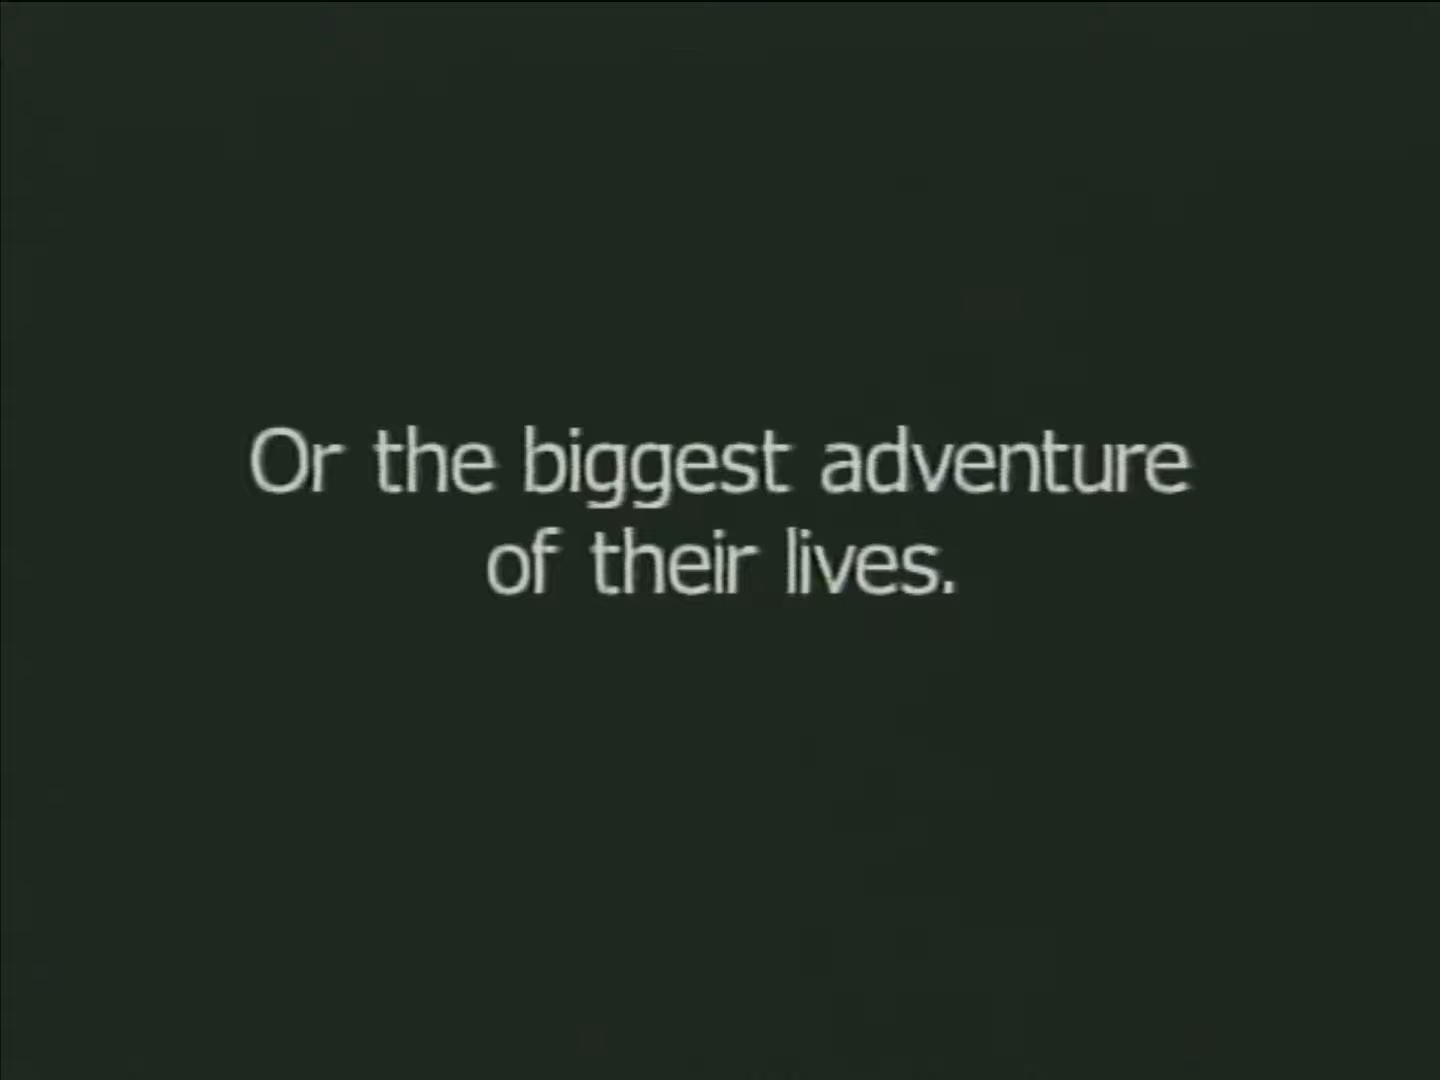 Or the biggest adventure
of their lives.